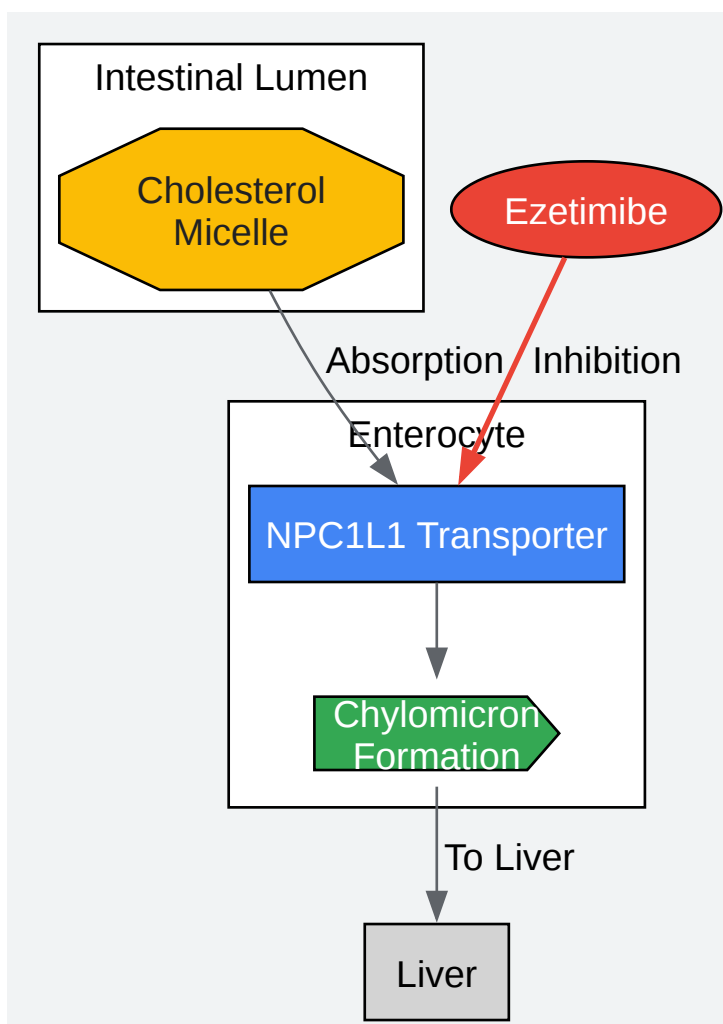 Intestinal Lumen
Cholesterol
Micelle
Ezetimibe
Absorption
Inhibition
Enterocyte
NPC1L1 Transporter
Chylomicron
Formation
To Liver
Liver